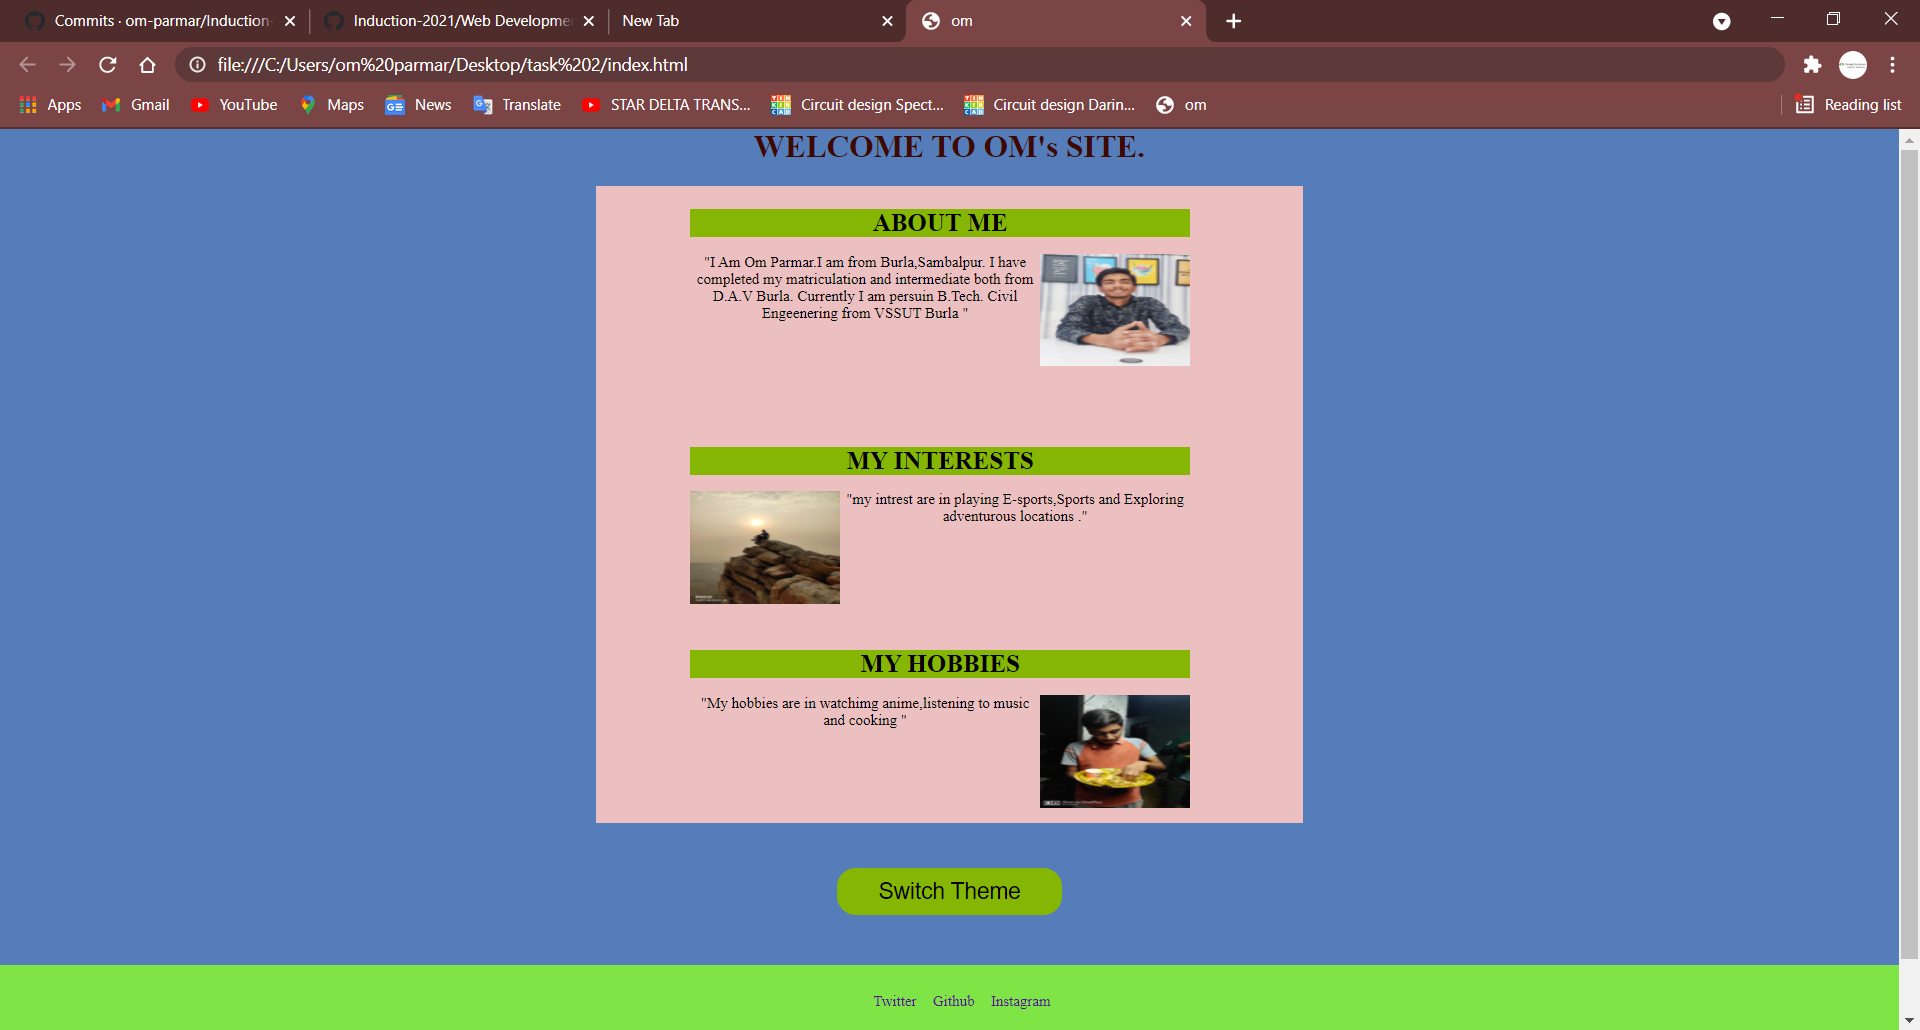 Commits · om-parmar/Induction-
Induction-2021/Web Developme
New Tab
om
file:///C:/Users/om%20parmar/Desktop/task%202/index.html
Apps
Gmail
YouTube
Maps
News
Translate
STAR DELTA TRANS...
Circuit design Spect...
Circuit design Darin...
om
Reading list
WELCOME TO OM's SITE.
ABOUT ME
"I Am Om Parmar.I am from Burla,Sambalpur. I have
completed my matriculation and intermediate both from
D.A.V Burla. Currently I am persuin B.Tech. Civil
Engeenering from VSSUT Burla "
MY INTERESTS
"my intrest are in playing E-sports,Sports and Exploring
adventurous locations ."
MY HOBBIES
"My hobbies are in watchimg anime,listening to music
and cooking "
Switch Theme
Twitter Github Instagram